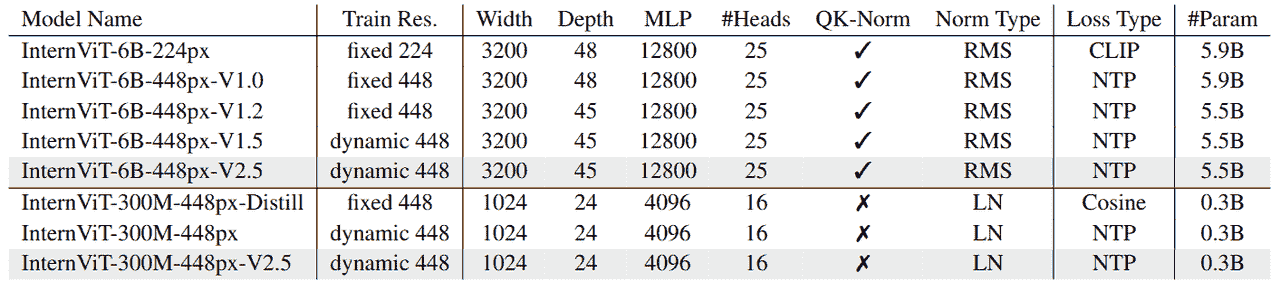 Model Name Train Res. Width Depth MLP #Heads QK-Norm Norm Type Loss Type #Param
InternViT-6B-224px fixed 224 3200 48 12800 25 ✓ RMS CLIP 5.9B
InternViT-6B-448px-V1.0 fixed 448 3200 48 12800 25 ✓ RMS NTP 5.9B
InternViT-6B-448px-V1.2 fixed 448 3200 45 12800 25 ✓ RMS NTP 5.5B
InternViT-6B-448px-V1.5 dynamic 448 3200 45 12800 25 ✓ RMS NTP 5.5B
InternViT-6B-448px-V2.5 dynamic 448 3200 45 12800 25 ✓ RMS NTP 5.5B
InternViT-300M-448px-Distill fixed 448 1024 24 4096 16 ✗ LN Cosine 0.3B
InternViT-300M-448px dynamic 448 1024 24 4096 16 ✗ LN NTP 0.3B
InternViT-300M-448px-V2.5 dynamic 448 1024 24 4096 16 ✗ LN NTP 0.3B